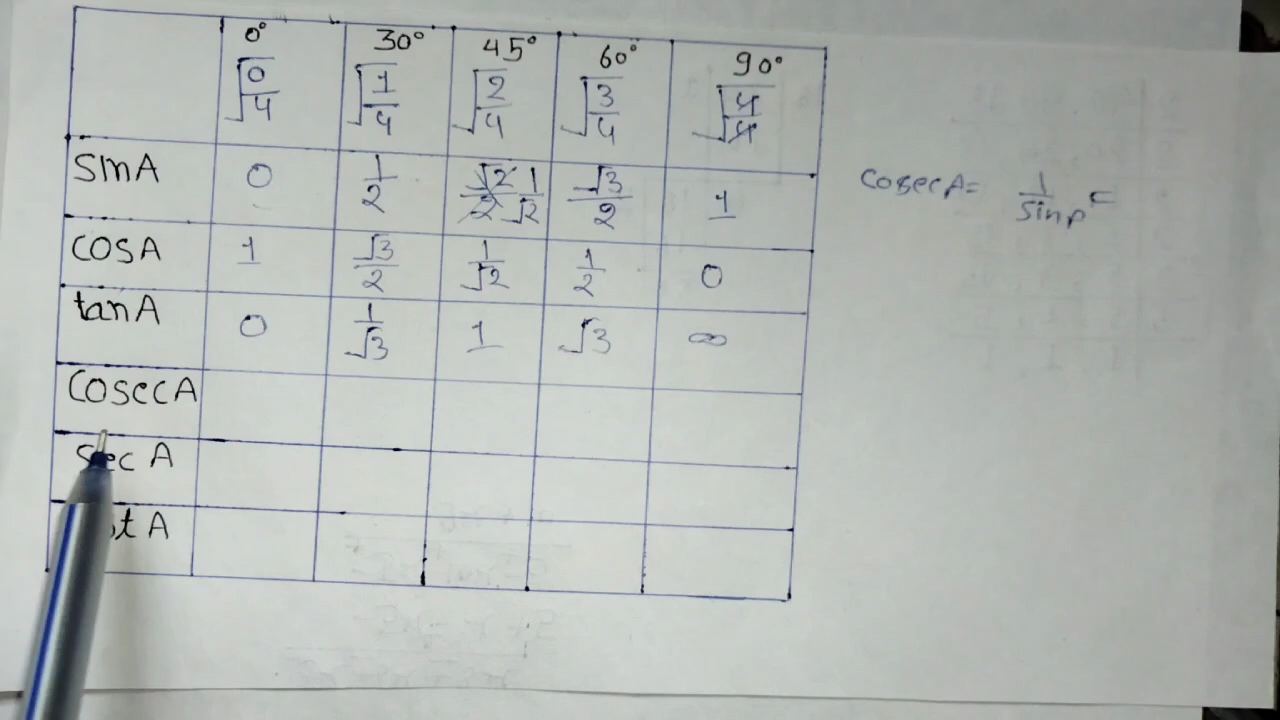 0° 30° 45° 60° 90°
√0/4 √1/4 √2/4 √3/4 √4/4
SinA 0 1/2 √2/2 1/√2 √3/2 1
COSA 1 √3/2 1/√2 1/2 0
tanA 0 1/√3 1 √3 ∞
CosecA
Sec A
t A
CosecA= 1/SinA =